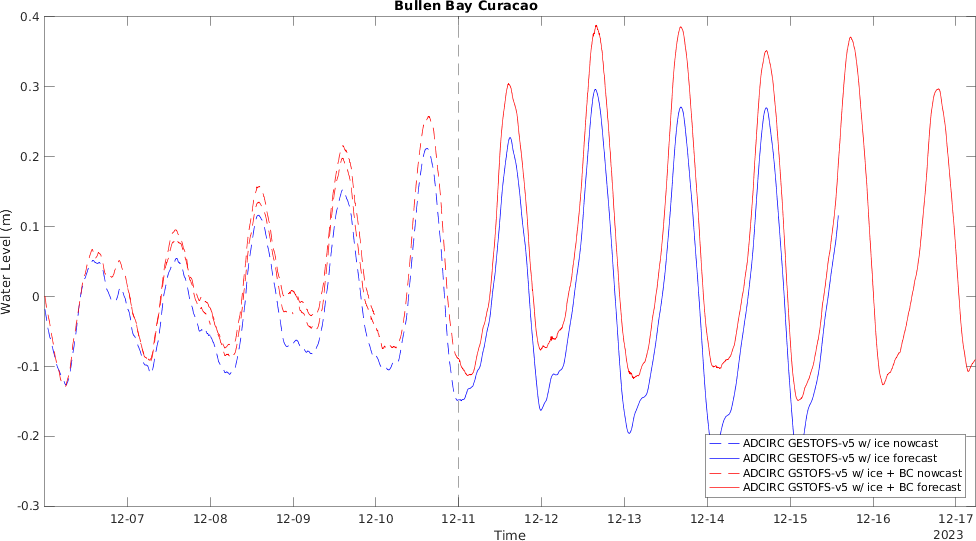 Bullen Bay Curacao
0.4
0.3
0.2
0.1
0
-0.1
-0.2
-0.3
Water Level (m)
ADCIRC GESTOFS-v5 w/ ice nowcast
ADCIRC GESTOFS-v5 w/ ice forecast
ADCIRC GSTOFS-v5 w/ ice + BC nowcast
ADCIRC GSTOFS-v5 w/ ice + BC forecast
12-07 12-08 12-09 12-10 12-11 12-12 12-13 12-14 12-15 12-16 12-17
Time
2023